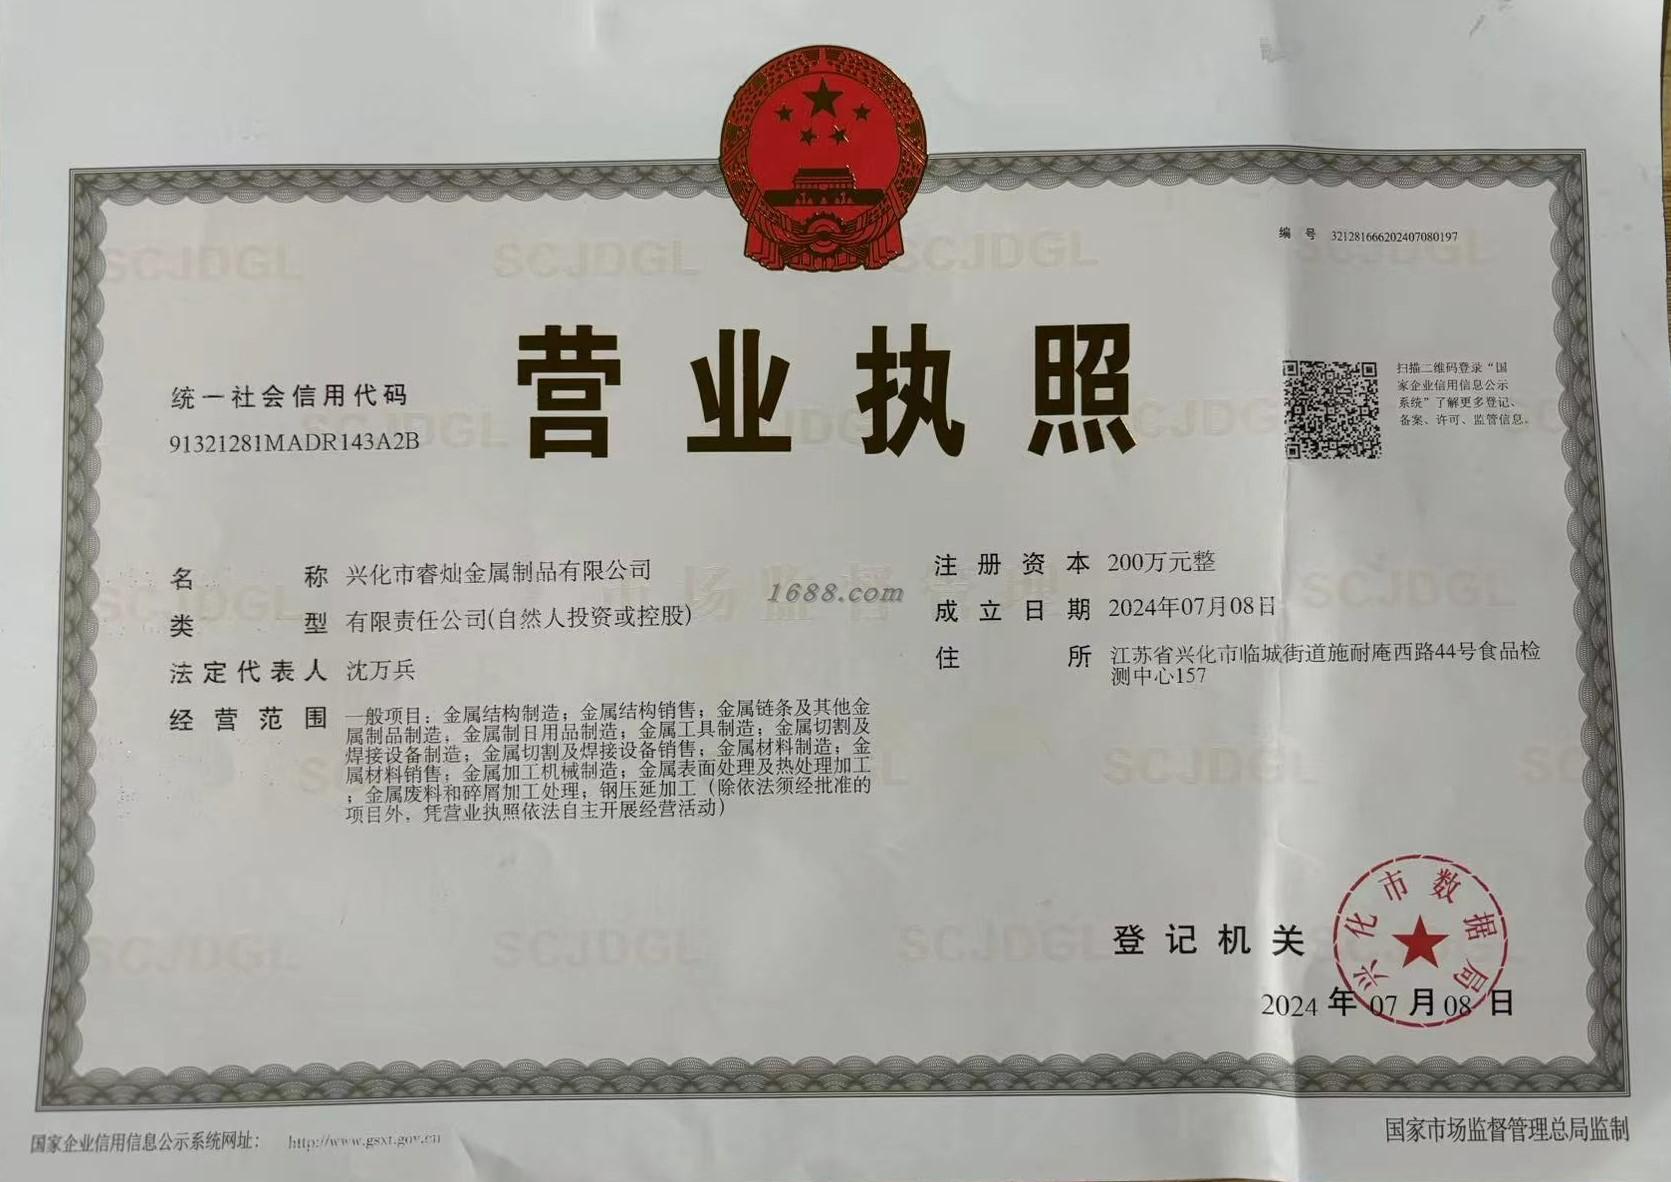 编 号 321281666202407080197
营业执照
统一社会信用代码
91321281MADR143A2B
扫描二维码登录“国
家企业信用信息公示
系统”了解更多登记、
备案、许可、监管信息。
名 称 兴化市睿灿金属制品有限公司
类 型 有限责任公司(自然人投资或控股)
法定代表人 沈万兵
经营范围 一般项目：金属结构制造；金属结构销售；金属链条及其他金
属制品制造；金属制日用品制造；金属工具制造；金属切割及
焊接设备制造；金属切割及焊接设备销售；金属材料制造；金
属材料销售；金属加工机械制造；金属表面处理及热处理加工
；金属废料和碎屑加工处理；钢压延加工（除依法须经批准的
项目外，凭营业执照依法自主开展经营活动）
注册资本 200万元整
成立日期 2024年07月08日
住 所 江苏省兴化市临城街道施耐庵西路44号食品检
测中心157
1688.com
登记机关
兴化市数据局
2024 年 07 月 08 日
国家企业信用信息公示系统网址： http://www.gsxt.gov.cn
国家市场监督管理总局监制
SCJDGL
市场监督管理